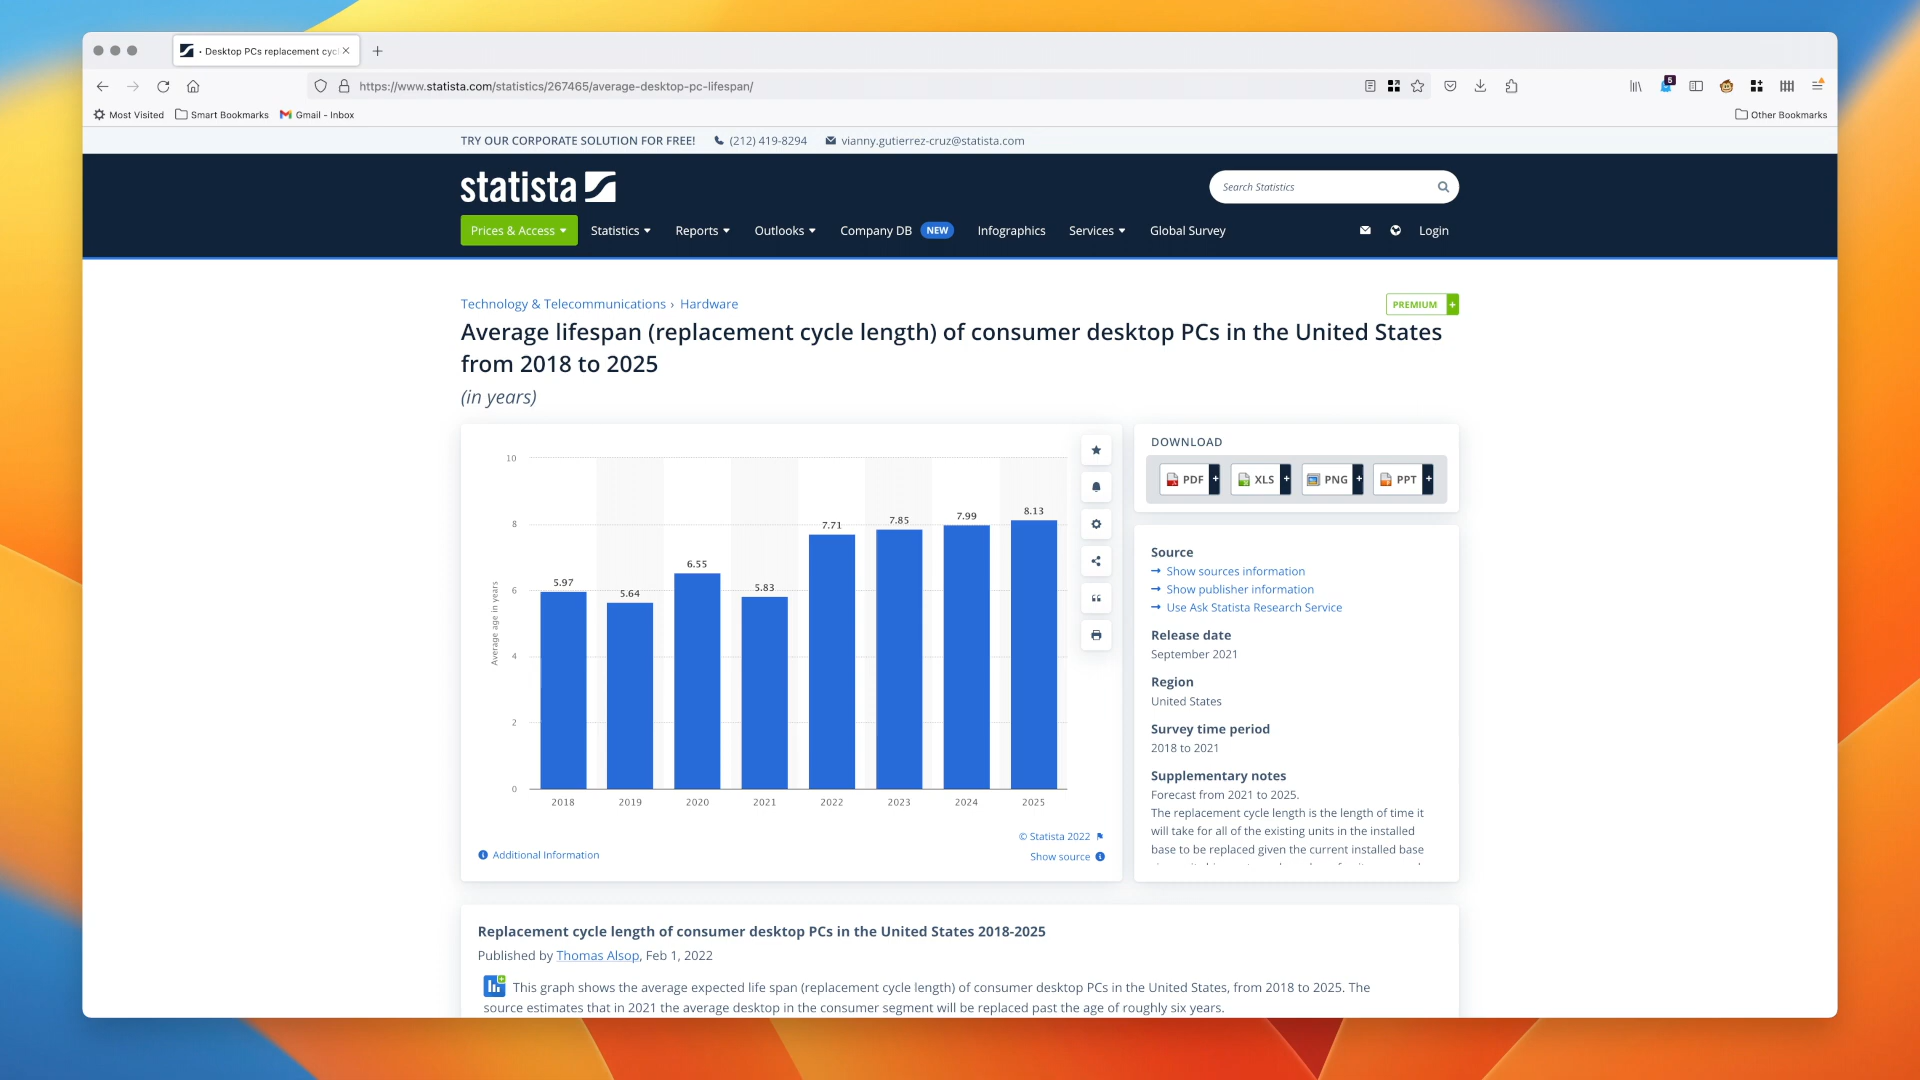 · Desktop PCs replacement cyc
https://www.statista.com/statistics/267465/average-desktop-pc-lifespan/
5
Most Visited
Smart Bookmarks
Gmail - Inbox
Other Bookmarks
TRY OUR CORPORATE SOLUTION FOR FREE!
(212) 419-8294
vianny.gutierrez-cruz@statista.com
statista
Search Statistics
Prices & Access
Statistics
Reports
Outlooks
Company DB NEW
Infographics
Services
Global Survey
Login
Technology & Telecommunications › Hardware
PREMIUM +
Average lifespan (replacement cycle length) of consumer desktop PCs in the United States
from 2018 to 2025
(in years)
Average age in years
10
8
6
4
2
0
5.97
5.64
6.55
5.83
7.71
7.85
7.99
8.13
2018
2019
2020
2021
2022
2023
2024
2025
© Statista 2022
Additional Information
Show source
DOWNLOAD
PDF +
XLS +
PNG +
PPT +
Source
Show sources information
Show publisher information
Use Ask Statista Research Service
Release date
September 2021
Region
United States
Survey time period
2018 to 2021
Supplementary notes
Forecast from 2021 to 2025.
The replacement cycle length is the length of time it
will take for all of the existing units in the installed
base to be replaced given the current installed base
Replacement cycle length of consumer desktop PCs in the United States 2018-2025
Published by Thomas Alsop, Feb 1, 2022
This graph shows the average expected life span (replacement cycle length) of consumer desktop PCs in the United States, from 2018 to 2025. The
source estimates that in 2021 the average desktop in the consumer segment will be replaced past the age of roughly six years.